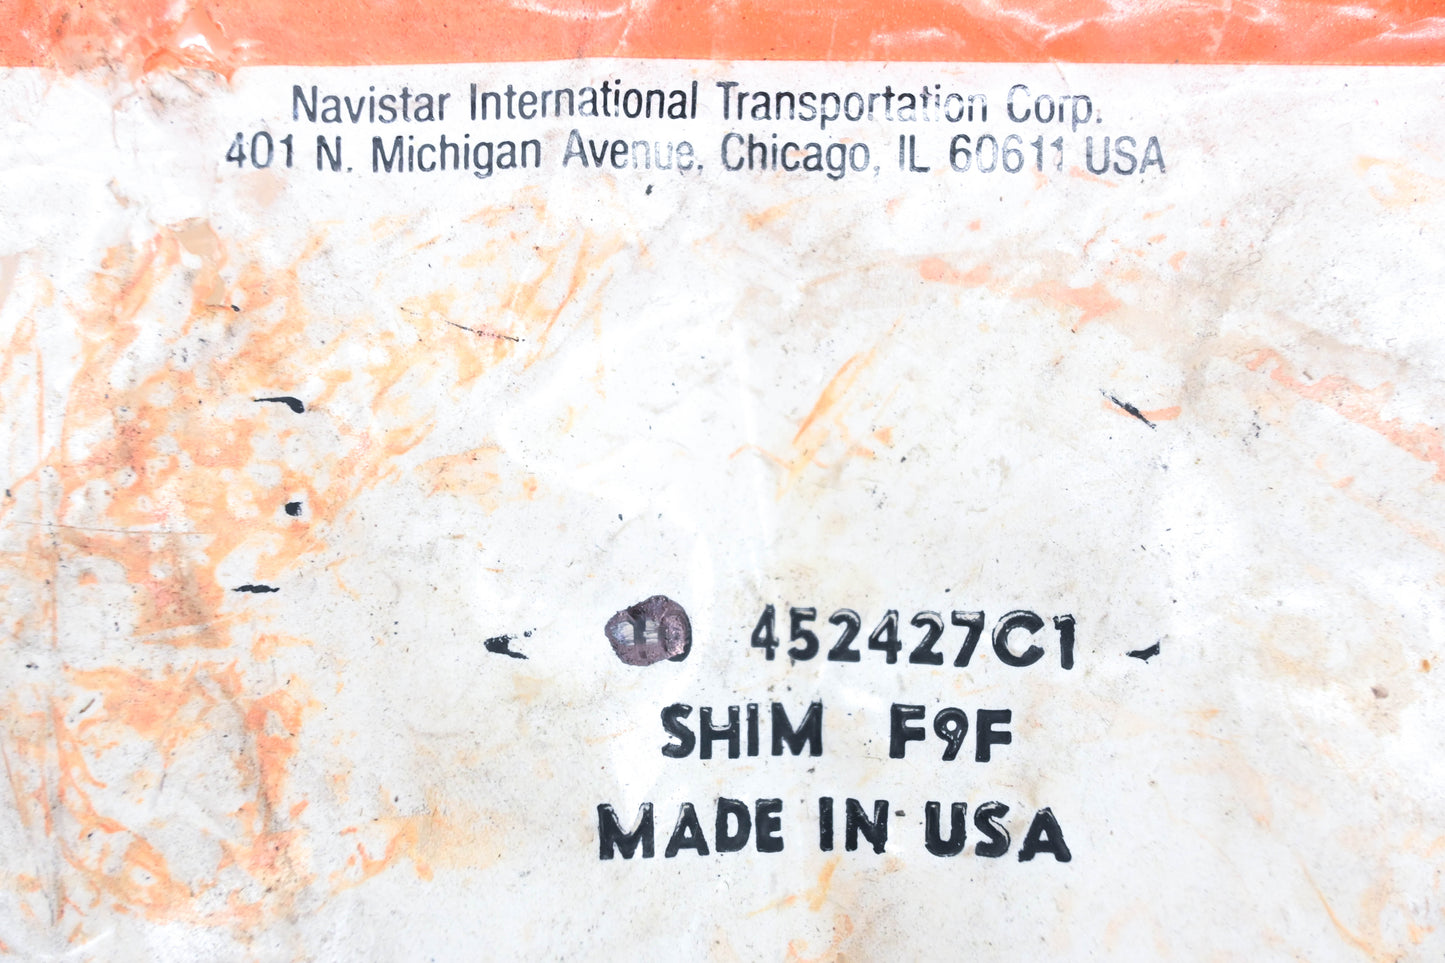 Navistar International Transportation Corp.
401 N. Michigan Avenue, Chicago, IL 60611 USA
452427C1
SHIM F9F
MADE IN USA